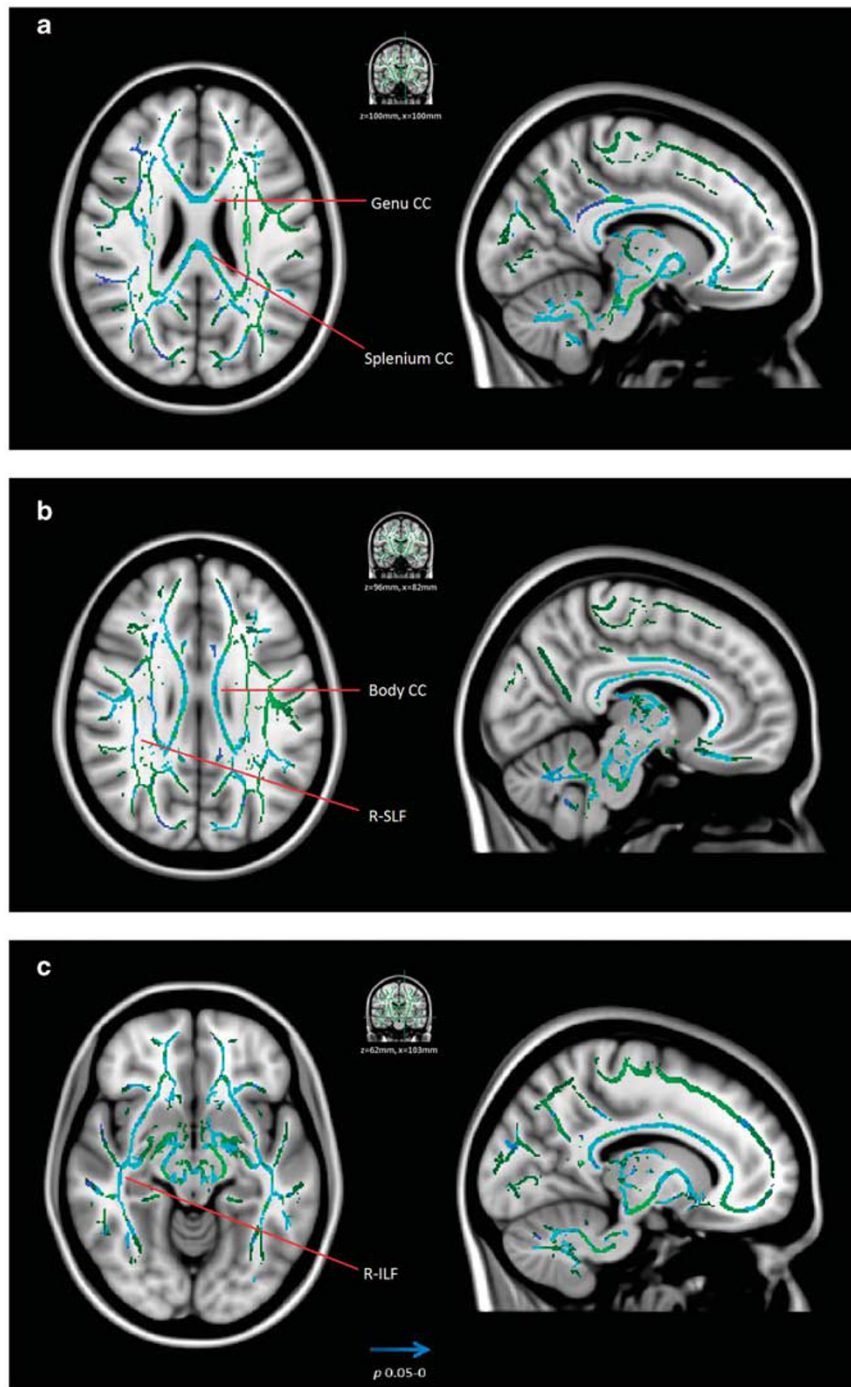 a
z=100mm, x=100mm
Genu CC
Splenium CC
b
z=96mm, x=82mm
Body CC
R-SLF
c
z=62mm, x=103mm
R-ILF
p 0.05-0